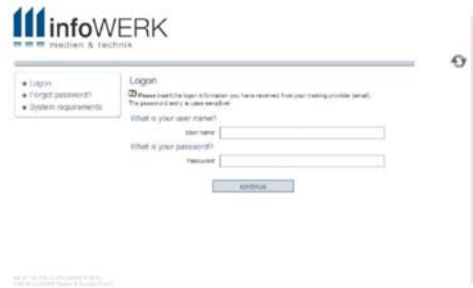 infoWERK
medien & technik
Logon
Forgot password?
System requirements
Logon
Please insert the logon information you have received from your training provider (email).
The password entry is case sensitive!
What is your user name?
User name
What is your password?
Password
continue